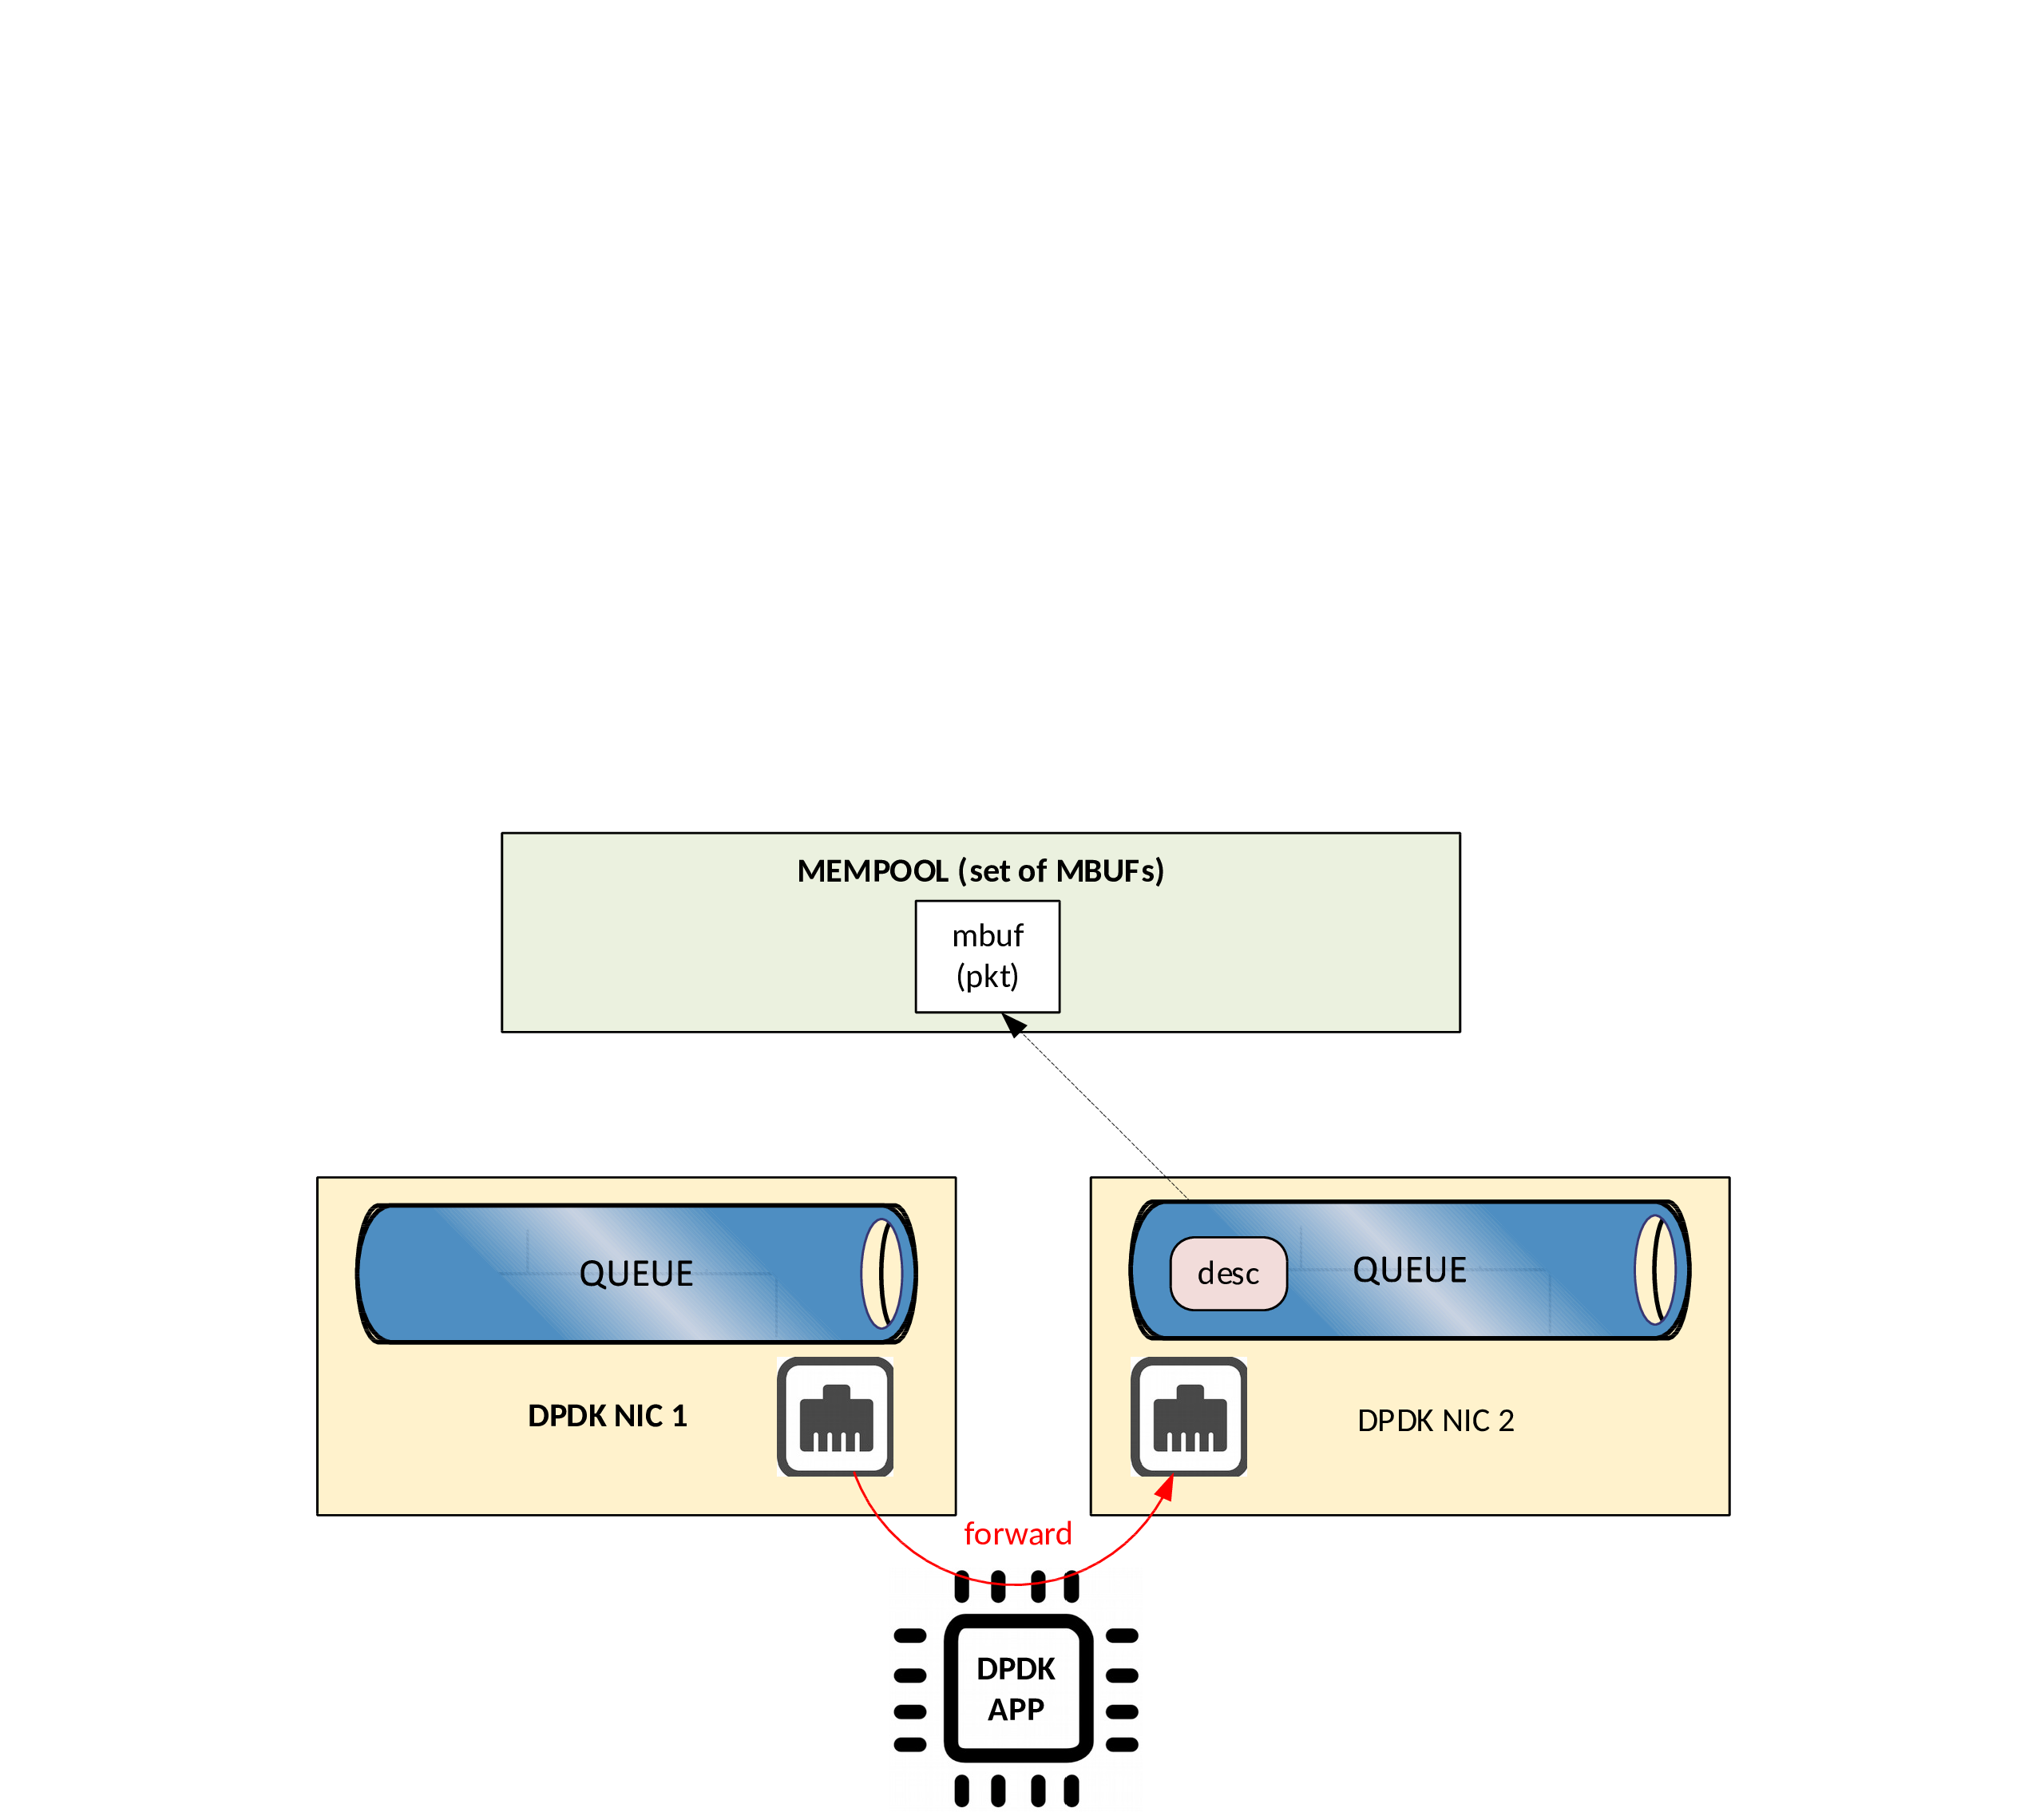 MEMPOOL (set of MBUFs)
mbuf
(pkt)
QUEUE
desc
QUEUE
DPDK NIC 1
DPDK NIC 2
forward
DPDK
APP